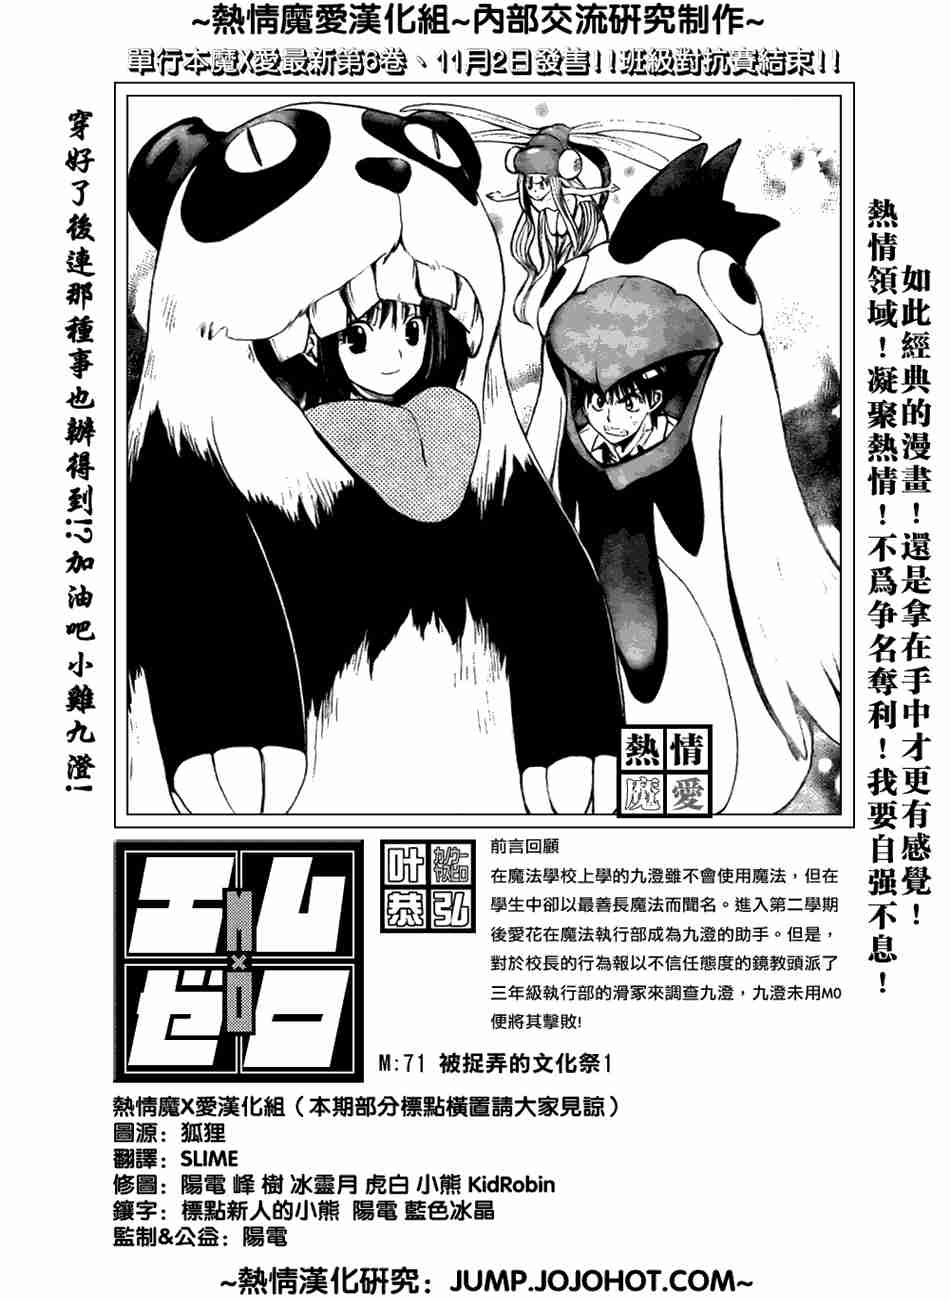 ~熱情魔愛漢化組~內部交流研究制作~
單行本魔X愛最新第6卷、11月2日發售!!班級對抗賽結束!!
如此經典的漫畫！還是拿在手中才更有感覺！
熱情領域！凝聚熱情！不爲争名奪利！我要自强不息！
穿好了後連那種事也辦得到!?加油吧小雞九澄!
熱情
魔愛
エム
ゼロ
M×0
叶恭弘
カノウ ヤスヒロ
前言回顧
在魔法學校上學的九澄雖不會使用魔法，但在
學生中卻以最善長魔法而聞名。進入第二學期
後愛花在魔法執行部成為九澄的助手。但是，
對於校長的行為報以不信任態度的鏡教頭派了
三年級執行部的滑冢來調查九澄，九澄未用M0
便將其擊敗!
M:71 被捉弄的文化祭1
熱情魔X愛漢化組（本期部分標點橫置請大家見諒）
圖源：狐狸
翻譯：SLIME
修圖：陽電 峰 樹 冰靈月 虎白 小熊 KidRobin
鑲字：標點新人的小熊 陽電 藍色冰晶
監制&公益：陽電
~熱情漢化研究：JUMP.JOJOHOT.COM~